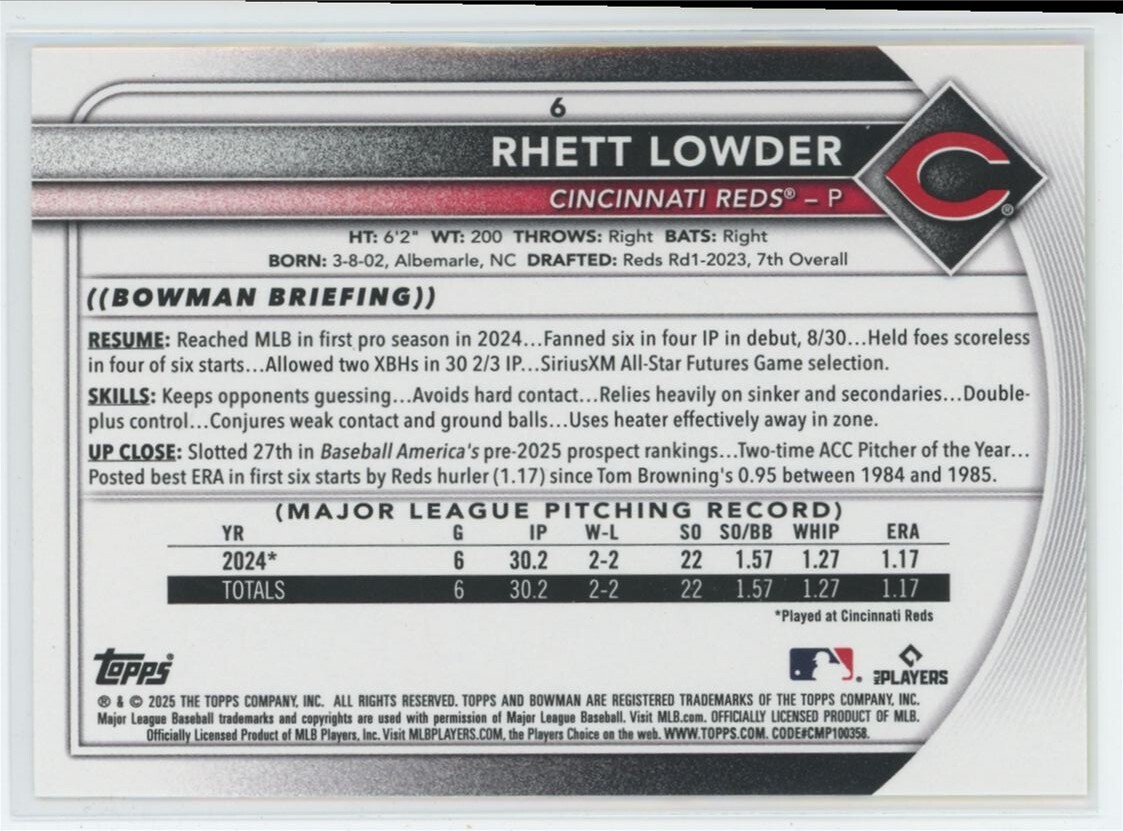 6
RHETT LOWDER
CINCINNATI REDS® – P
HT: 6'2" WT: 200 THROWS: Right BATS: Right
BORN: 3-8-02, Albemarle, NC DRAFTED: Reds Rd1-2023, 7th Overall
((BOWMAN BRIEFING))
RESUME: Reached MLB in first pro season in 2024...Fanned six in four IP in debut, 8/30...Held foes scoreless
in four of six starts...Allowed two XBHs in 30 2/3 IP...SiriusXM All-Star Futures Game selection.
SKILLS: Keeps opponents guessing...Avoids hard contact...Relies heavily on sinker and secondaries...Double-
plus control...Conjures weak contact and ground balls...Uses heater effectively away in zone.
UP CLOSE: Slotted 27th in Baseball America's pre-2025 prospect rankings...Two-time ACC Pitcher of the Year...
Posted best ERA in first six starts by Reds hurler (1.17) since Tom Browning's 0.95 between 1984 and 1985.
(MAJOR LEAGUE PITCHING RECORD)
YR G IP W-L SO SO/BB WHIP ERA
2024* 6 30.2 2-2 22 1.57 1.27 1.17
TOTALS 6 30.2 2-2 22 1.57 1.27 1.17
*Played at Cincinnati Reds
topps
MLB PLAYERS
® & © 2025 THE TOPPS COMPANY, INC. ALL RIGHTS RESERVED. TOPPS AND BOWMAN ARE REGISTERED TRADEMARKS OF THE TOPPS COMPANY, INC.
Major League Baseball trademarks and copyrights are used with permission of Major League Baseball. Visit MLB.com. OFFICIALLY LICENSED PRODUCT OF MLB.
Officially Licensed Product of MLB Players, Inc. Visit MLBPLAYERS.COM, the Players Choice on the web. WWW.TOPPS.COM. CODE#CMP100358.